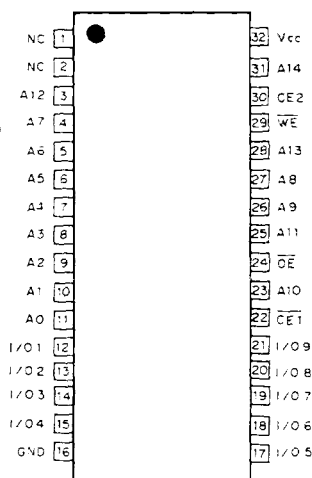 NC 1 32 Vcc
NC 2 31 A14
A12 3 30 CE2
A7 4 29 W̅E̅
A6 5 28 A13
A5 6 27 A8
A4 7 26 A9
A3 8 25 A11
A2 9 24 O̅E̅
A1 10 23 A10
A0 11 22 C̅E̅1̅
I/O1 12 21 I/O9
I/O2 13 20 I/O8
I/O3 14 19 I/O7
I/O4 15 18 I/O6
GND 16 17 I/O5